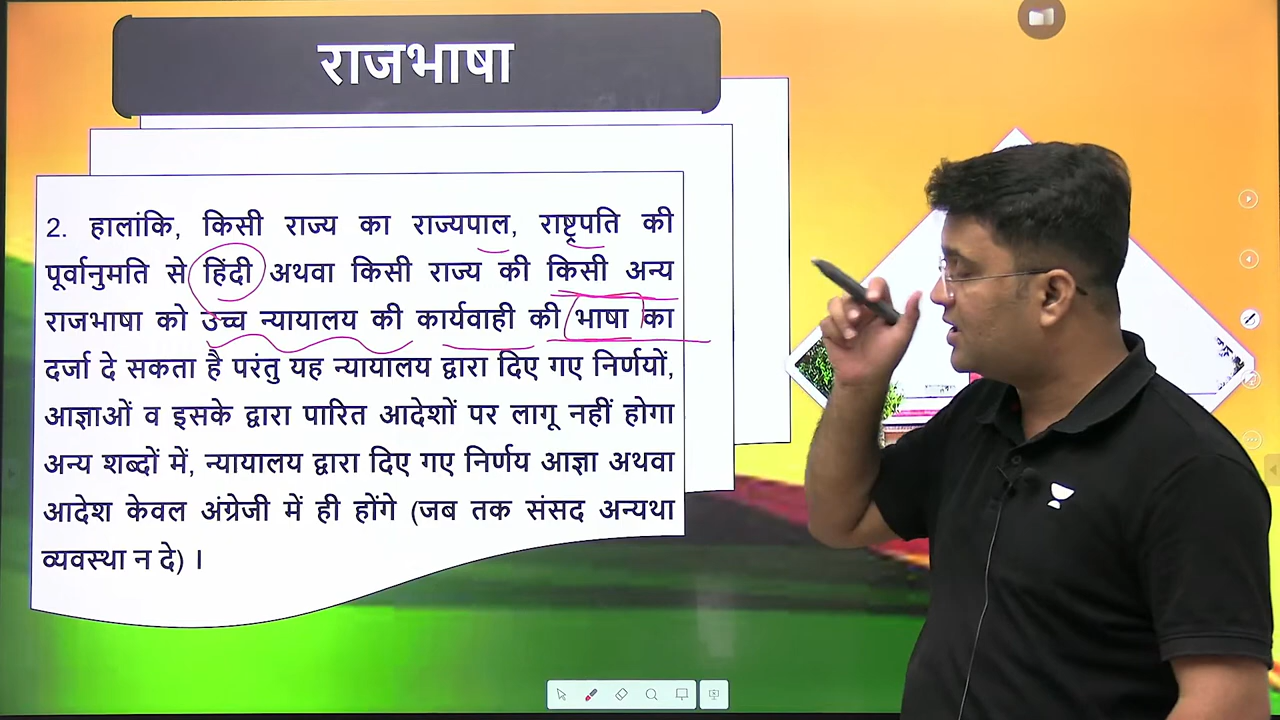 राजभाषा
2. हालांकि, किसी राज्य का राज्यपाल, राष्ट्रपति की
पूर्वानुमति से हिंदी अथवा किसी राज्य की किसी अन्य
राजभाषा को उच्च न्यायालय की कार्यवाही की भाषा का
दर्जा दे सकता है परंतु यह न्यायालय द्वारा दिए गए निर्णयों,
आज्ञाओं व इसके द्वारा पारित आदेशों पर लागू नहीं होगा
अन्य शब्दों में, न्यायालय द्वारा दिए गए निर्णय आज्ञा अथवा
आदेश केवल अंग्रेजी में ही होंगे (जब तक संसद अन्यथा
व्यवस्था न दे) ।